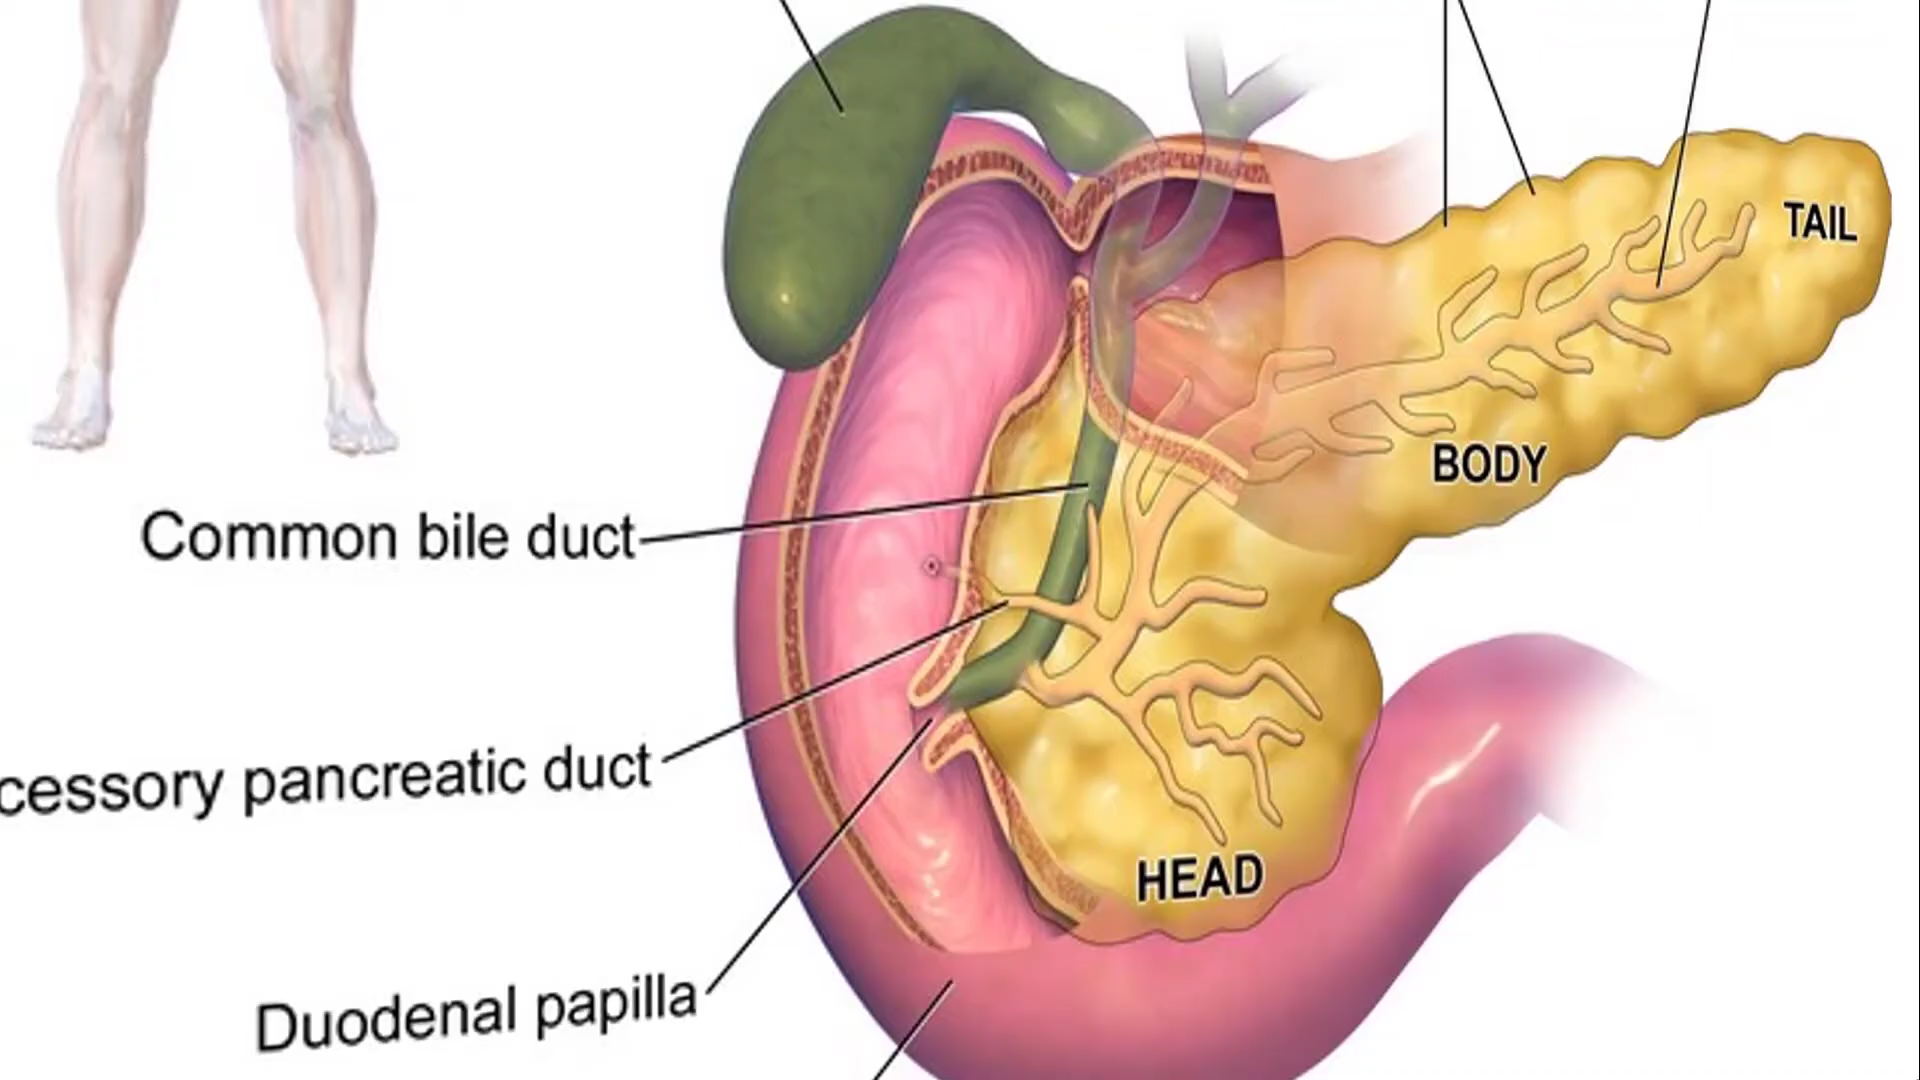 TAIL
BODY
Common bile duct
cessory pancreatic duct
HEAD
Duodenal papilla